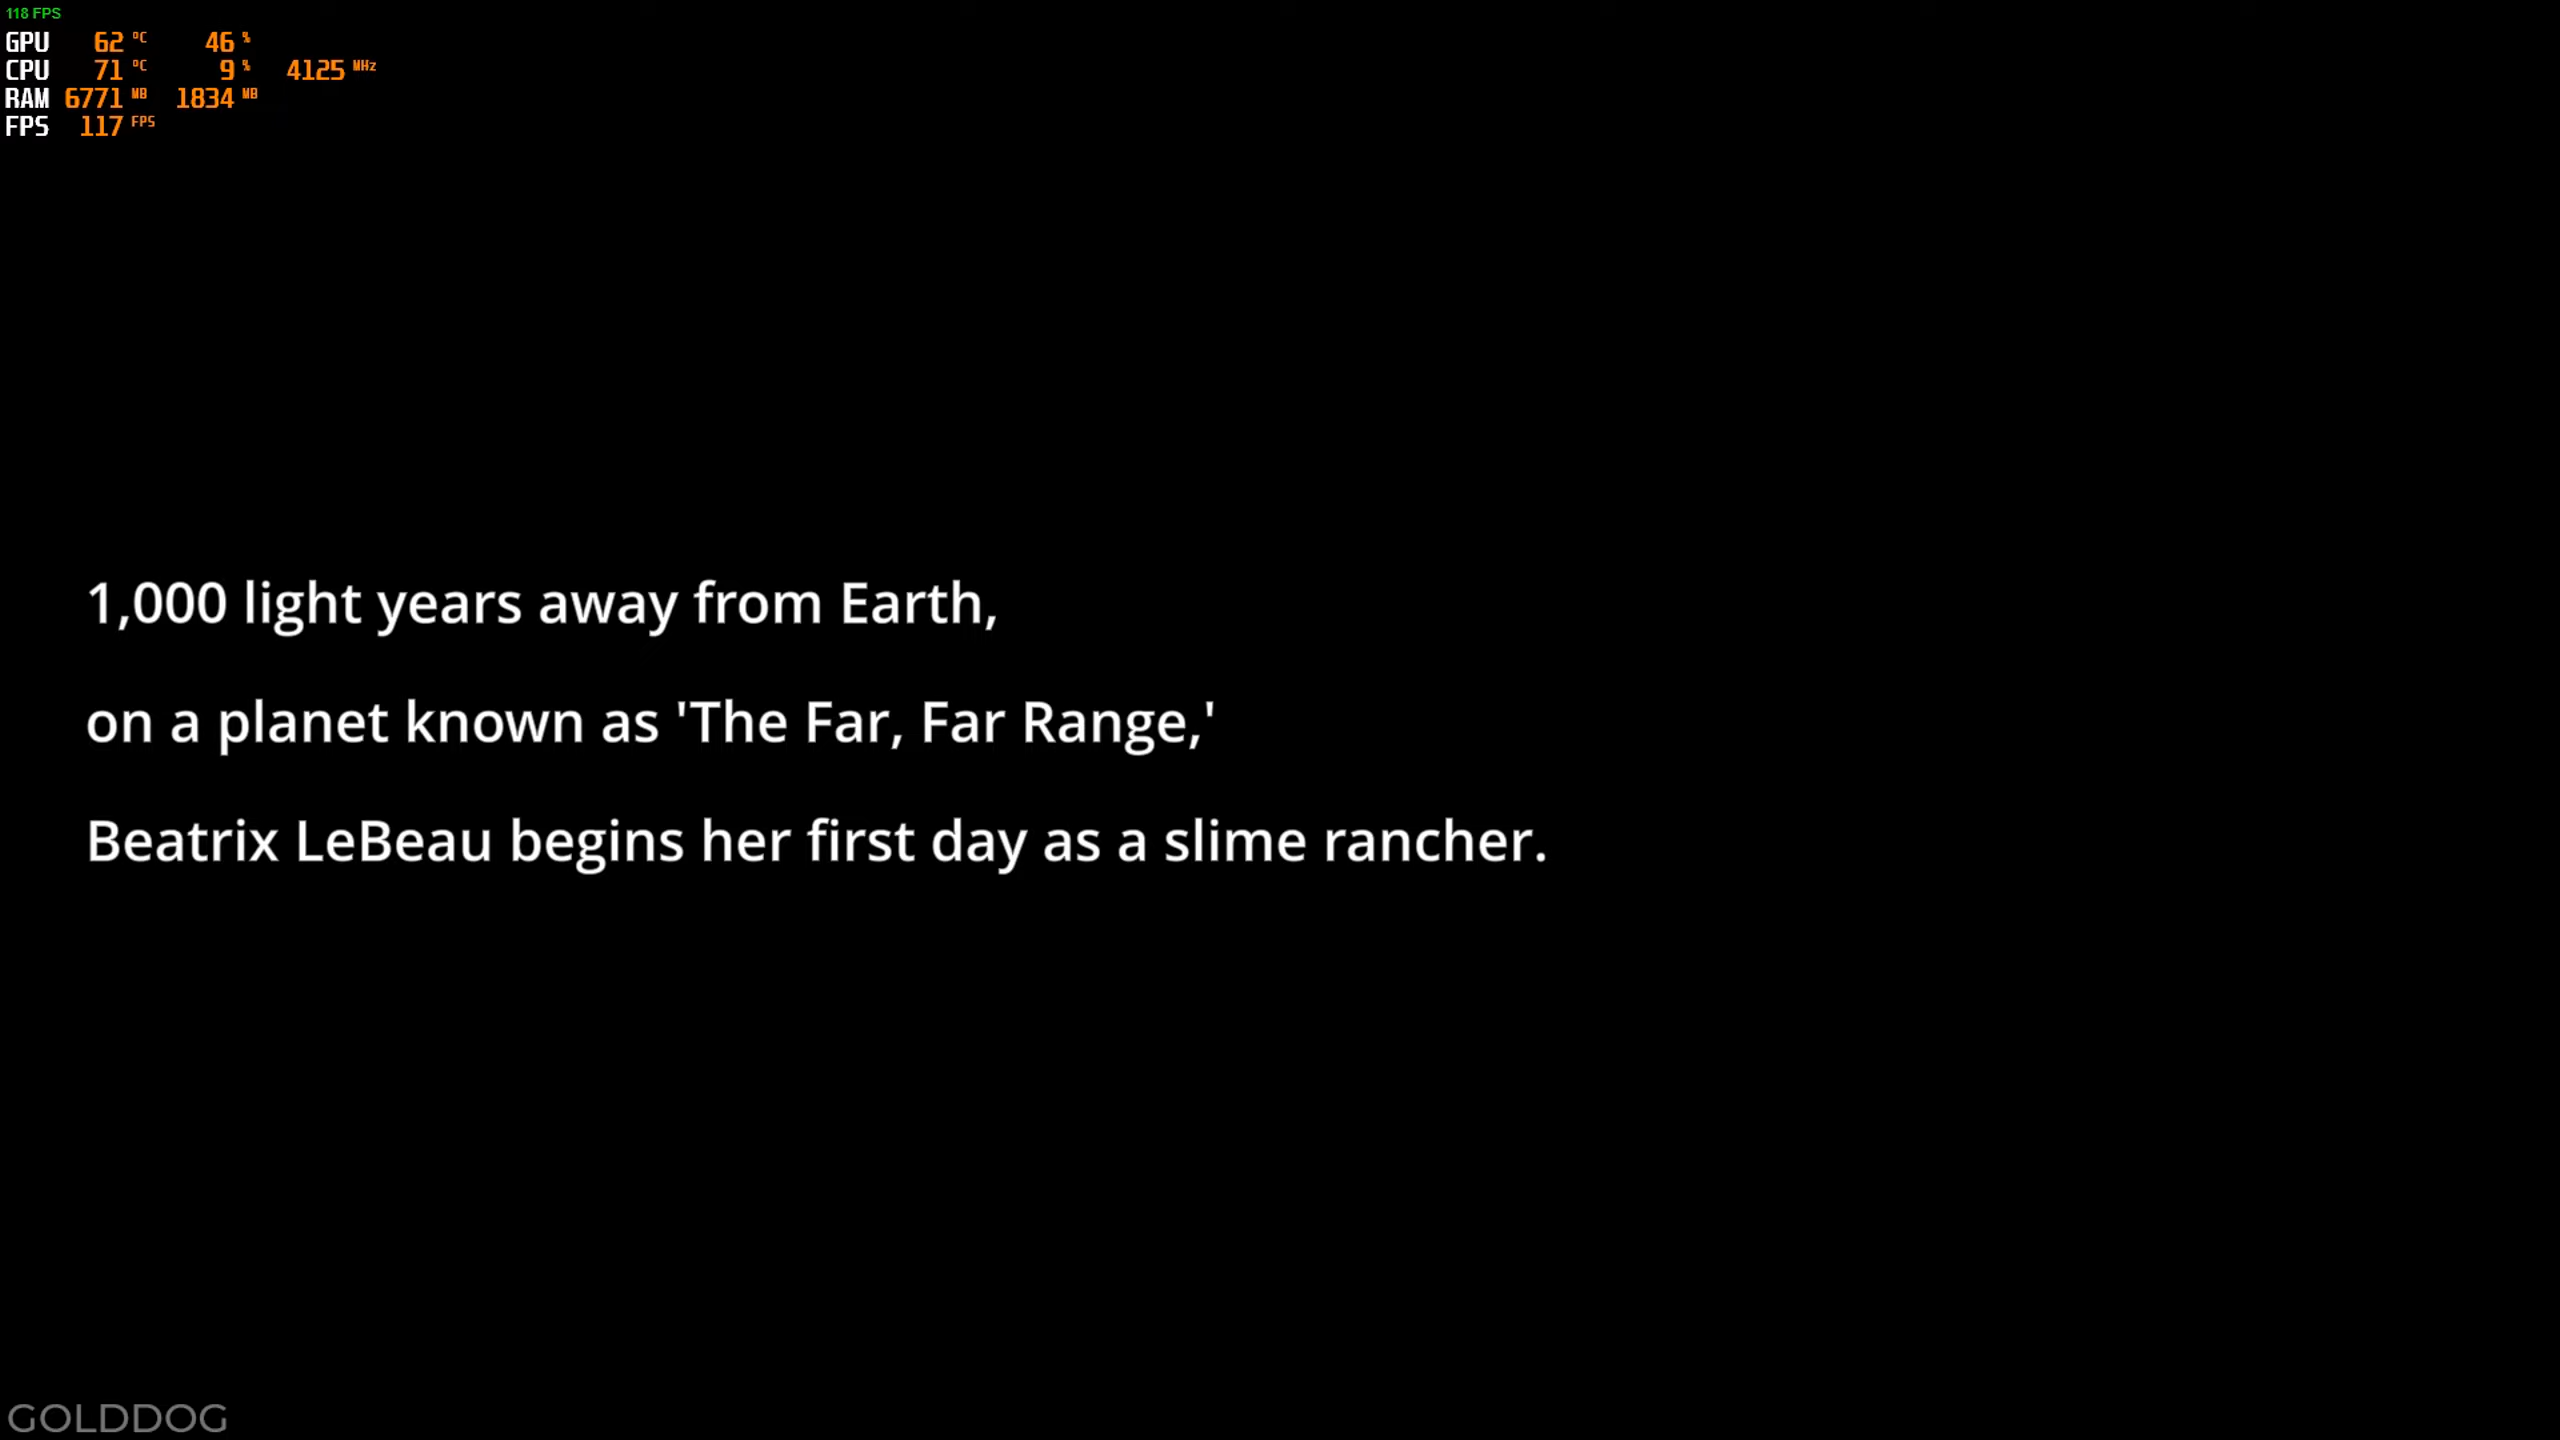 118 FPS
GPU 62 °C 46 %
CPU 71 °C 9 % 4125 MHz
RAM 6771 MB 1834 MB
FPS 117 FPS
1,000 light years away from Earth,
on a planet known as 'The Far, Far Range,'
Beatrix LeBeau begins her first day as a slime rancher.
GOLDDOG